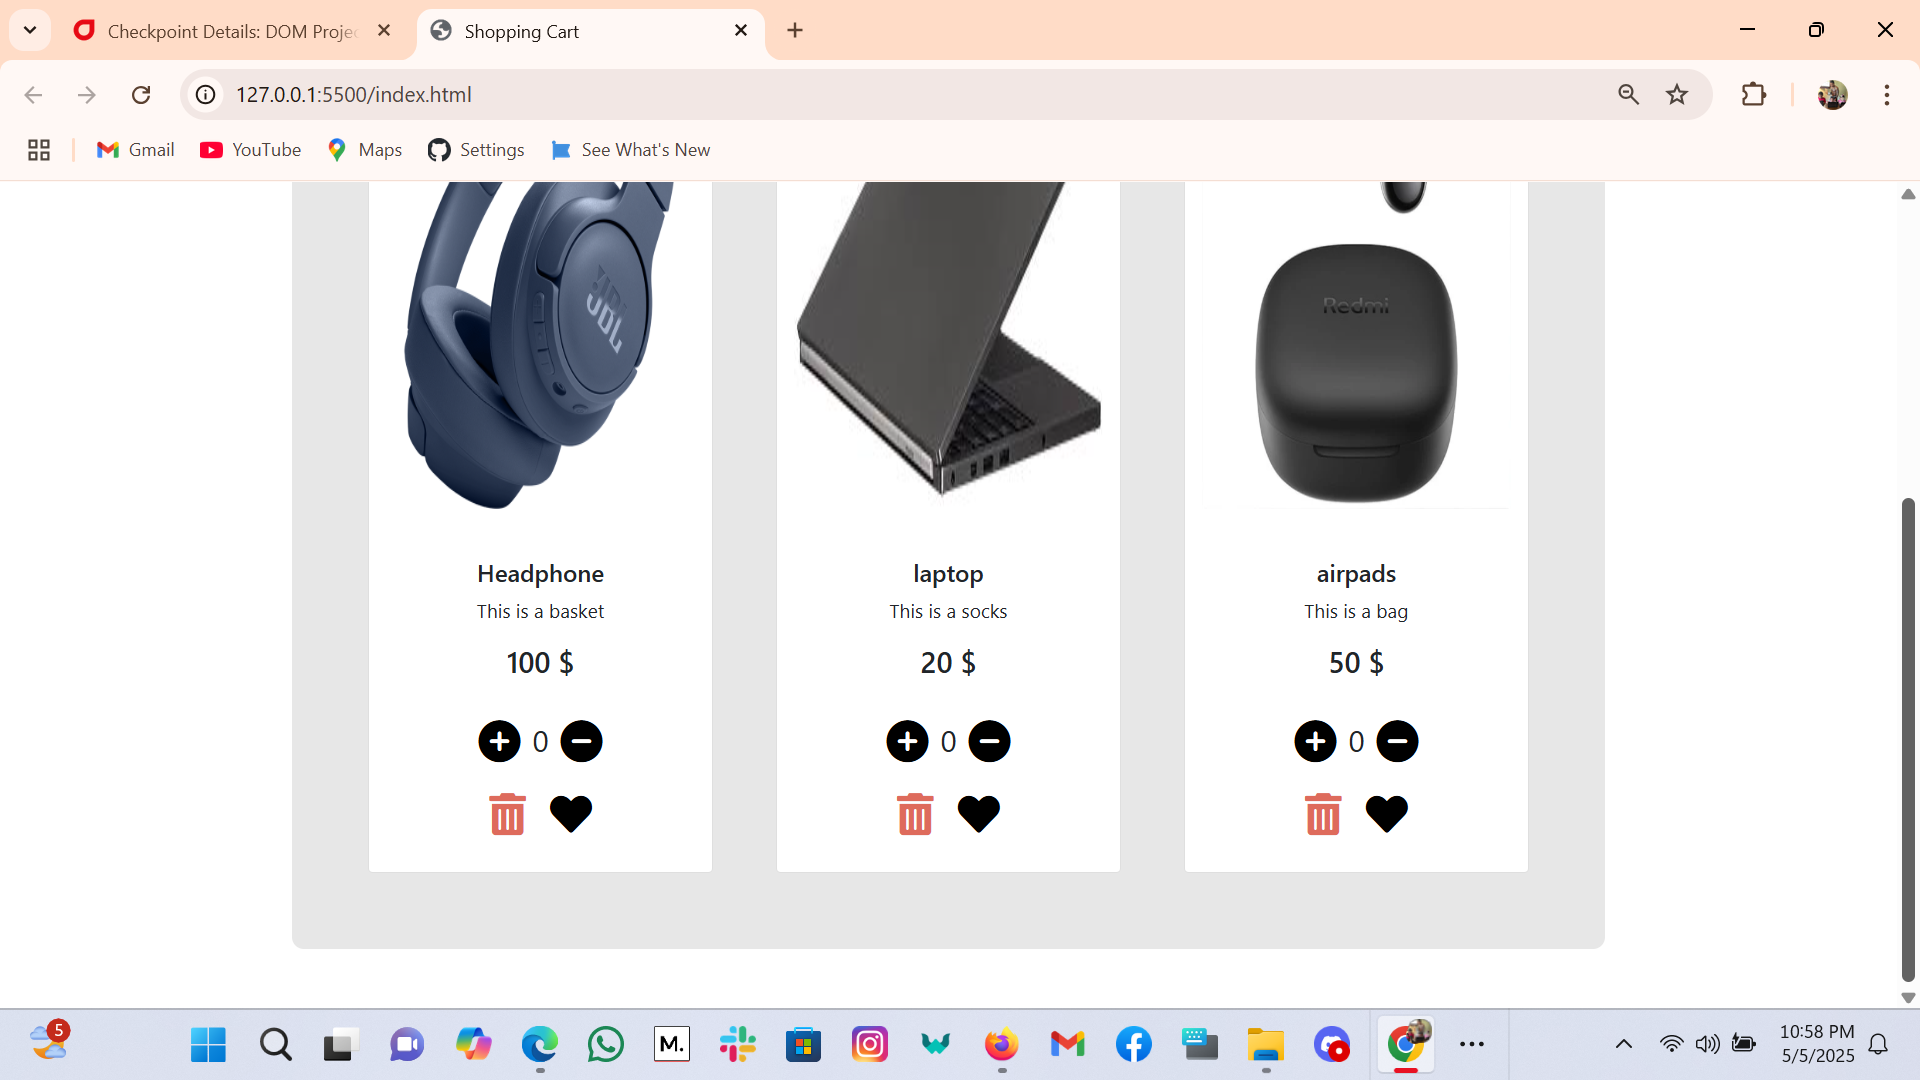 Checkpoint Details: DOM Proje
Shopping Cart
127.0.0.1:5500/index.html
Gmail
YouTube
Maps
Settings
See What's New
JBL
Redmi
Headphone
This is a basket
100 $
0
laptop
This is a socks
20 $
0
airpads
This is a bag
50 $
0
5
M.
10:58 PM
5/5/2025